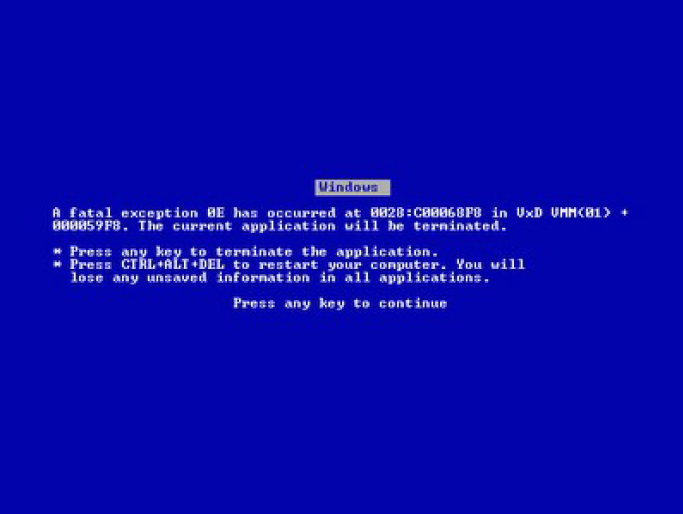 Windows
A fatal exception 0E has occurred at 0028:C00068F8 in VxD VMM(01) +
000059F8. The current application will be terminated.
* Press any key to terminate the application.
* Press CTRL+ALT+DEL to restart your computer. You will
lose any unsaved information in all applications.
Press any key to continue